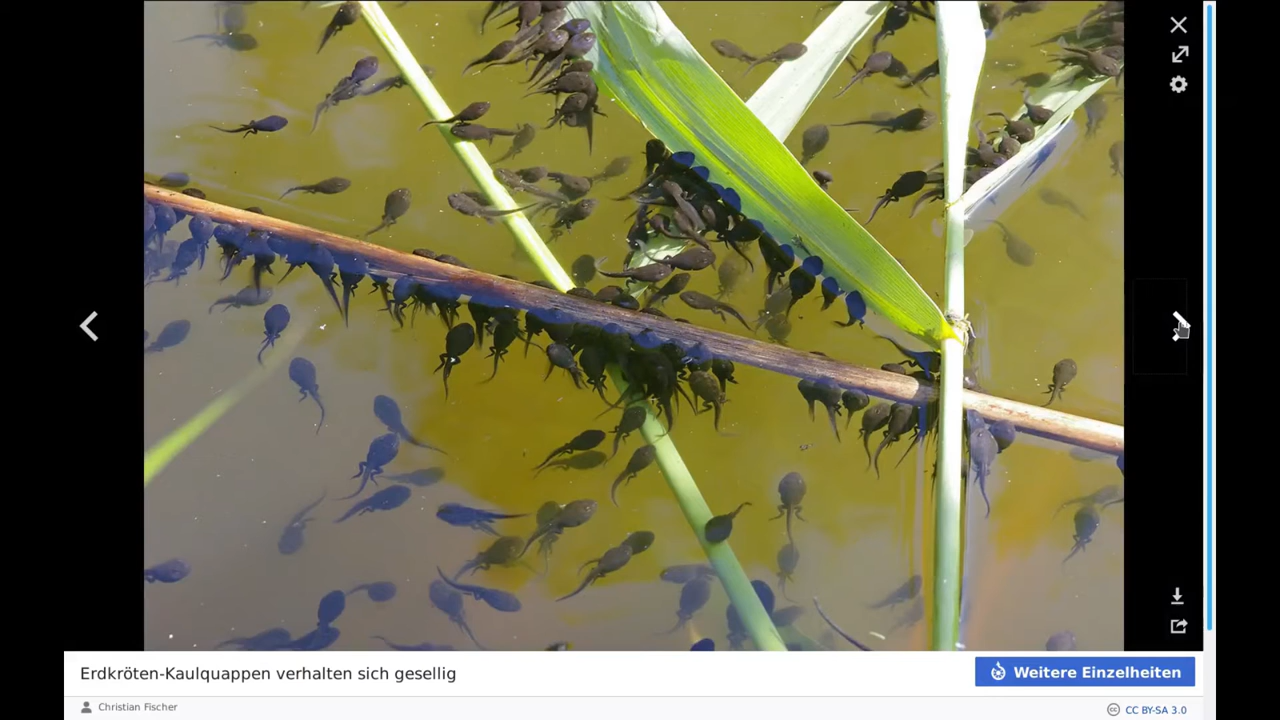 Erdkröten-Kaulquappen verhalten sich gesellig
Weitere Einzelheiten
Christian Fischer
CC BY-SA 3.0